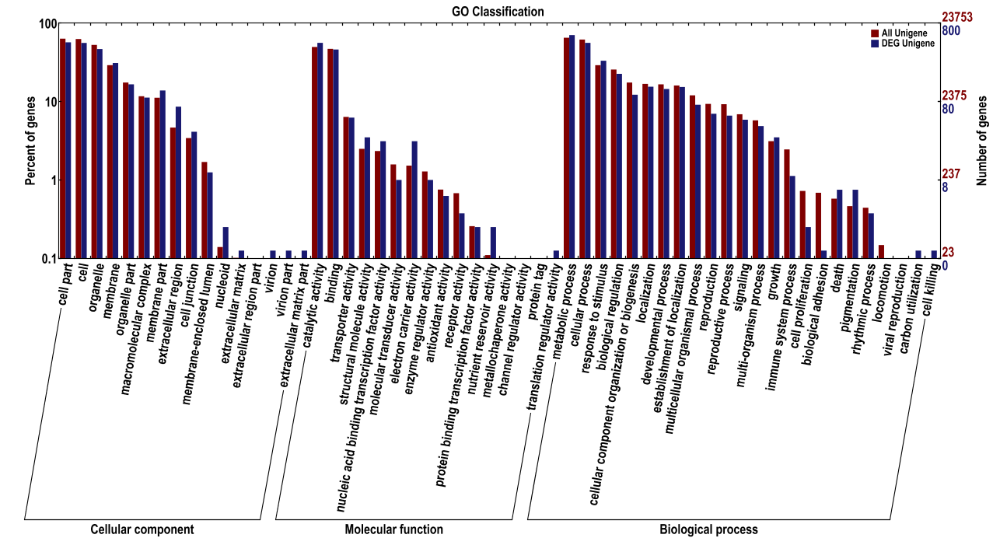 GO Classification
100
10
1
0.1
Percent of genes
23753
800
2375
80
237
8
23
0
Number of genes
All Unigene
DEG Unigene
cell part
cell
organelle
membrane
organelle part
macromolecular complex
membrane part
extracellular region
cell junction
membrane-enclosed lumen
nucleoid
extracellular matrix
extracellular region part
virion
virion part
extracellular matrix part
catalytic activity
binding
transporter activity
structural molecule activity
nucleic acid binding transcription factor activity
molecular transducer activity
electron carrier activity
enzyme regulator activity
antioxidant activity
receptor activity
protein binding transcription factor activity
nutrient reservoir activity
metallochaperone activity
channel regulator activity
protein tag
translation regulator activity
metabolic process
cellular process
response to stimulus
biological regulation
cellular component organization or biogenesis
localization
developmental process
establishment of localization
multicellular organismal process
reproduction
reproductive process
signaling
multi-organism process
growth
immune system process
cell proliferation
biological adhesion
death
pigmentation
rhythmic process
locomotion
viral reproduction
carbon utilization
cell killing
Cellular component
Molecular function
Biological process